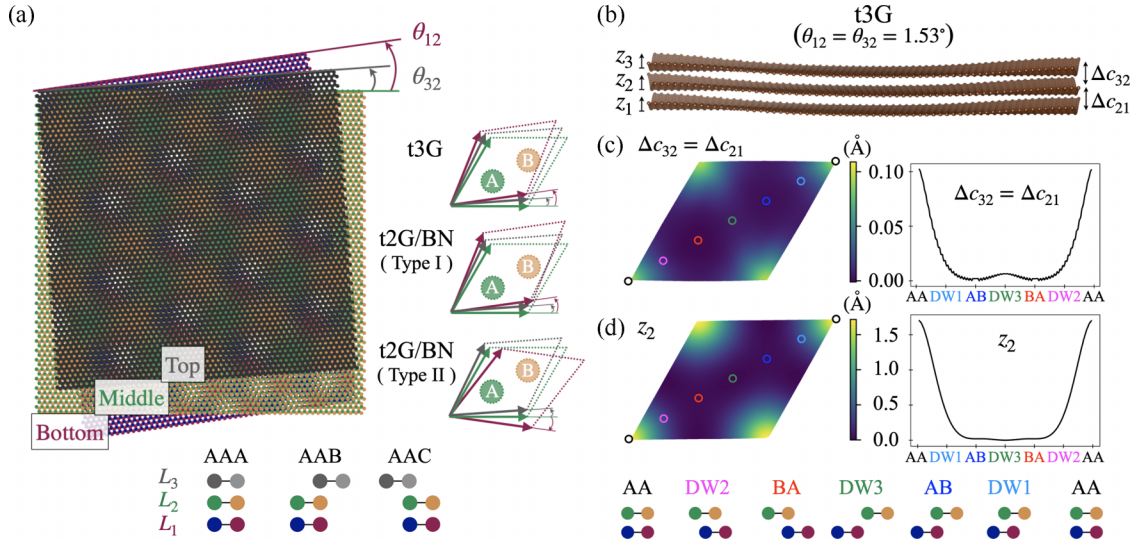 (a)
θ12
θ32
t3G
A
B
t2G/BN
( Type I )
A
B
t2G/BN
( Type II )
A
B
Top
Middle
Bottom
AAA AAB AAC
L3
L2
L1
(b)
t3G
(θ12 = θ32 = 1.53°)
z3
z2
z1
Δc32
Δc21
(c) Δc32 = Δc21
(Å)
0.10
0.05
0.00
Δc32 = Δc21
AA DW1 AB DW3 BA DW2 AA
(d) z2
(Å)
1.5
1.0
0.5
0.0
z2
AA DW1 AB DW3 BA DW2 AA
AA DW2 BA DW3 AB DW1 AA